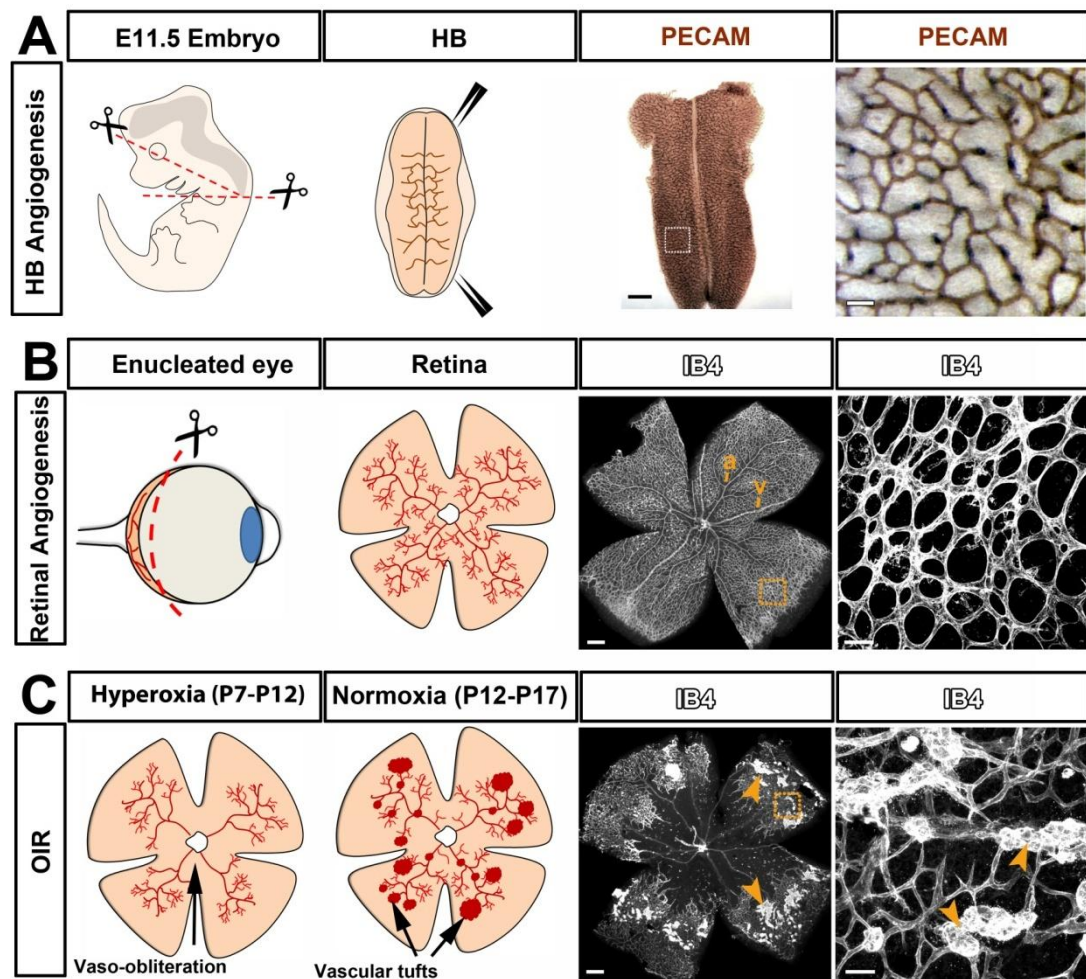 A
E11.5 Embryo
HB
PECAM
PECAM
HB Angiogenesis
B
Enucleated eye
Retina
IB4
IB4
Retinal Angiogenesis
a
v
C
Hyperoxia (P7-P12)
Normoxia (P12-P17)
IB4
IB4
OIR
Vaso-obliteration
Vascular tufts